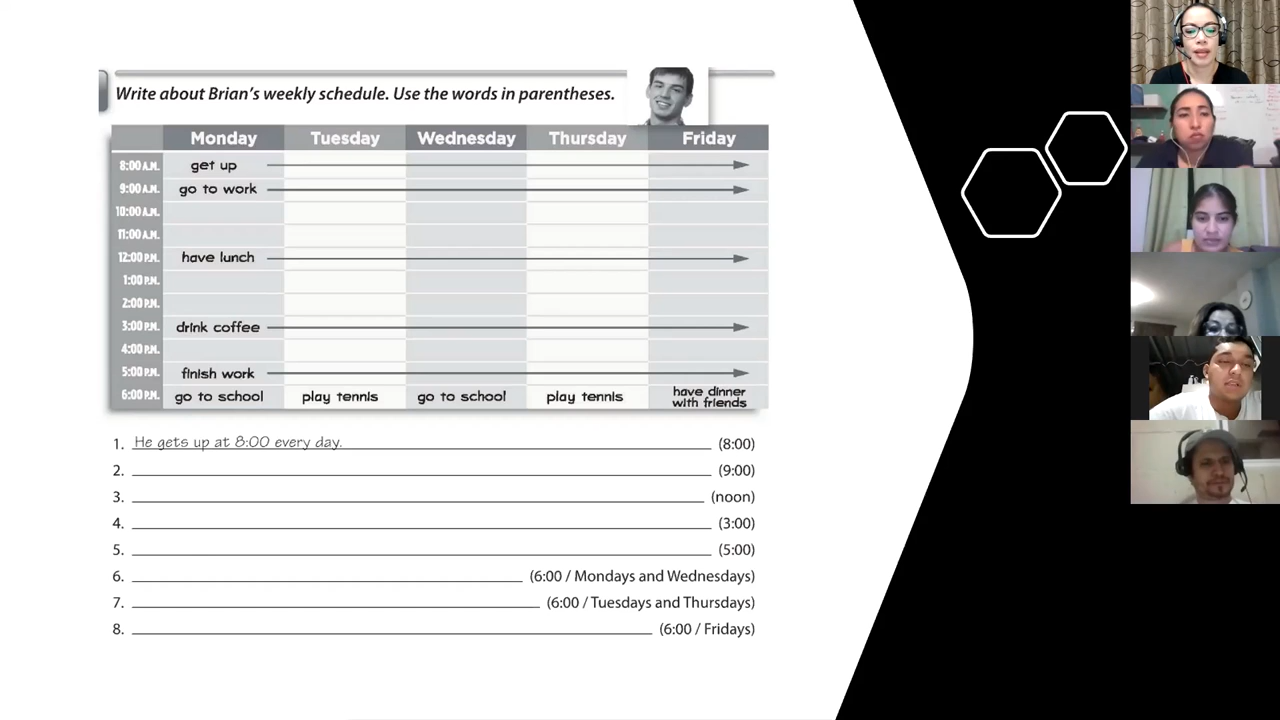 Write about Brian's weekly schedule. Use the words in parentheses.
Monday Tuesday Wednesday Thursday Friday
8:00 A.M. get up
9:00 A.M. go to work
10:00 A.M.
11:00 A.M.
12:00 P.M. have lunch
1:00 P.M.
2:00 P.M.
3:00 P.M. drink coffee
4:00 P.M.
5:00 P.M. finish work
6:00 P.M. go to school play tennis go to school play tennis have dinner
with friends
1. He gets up at 8:00 every day. (8:00)
2. (9:00)
3. (noon)
4. (3:00)
5. (5:00)
6. (6:00 / Mondays and Wednesdays)
7. (6:00 / Tuesdays and Thursdays)
8. (6:00 / Fridays)